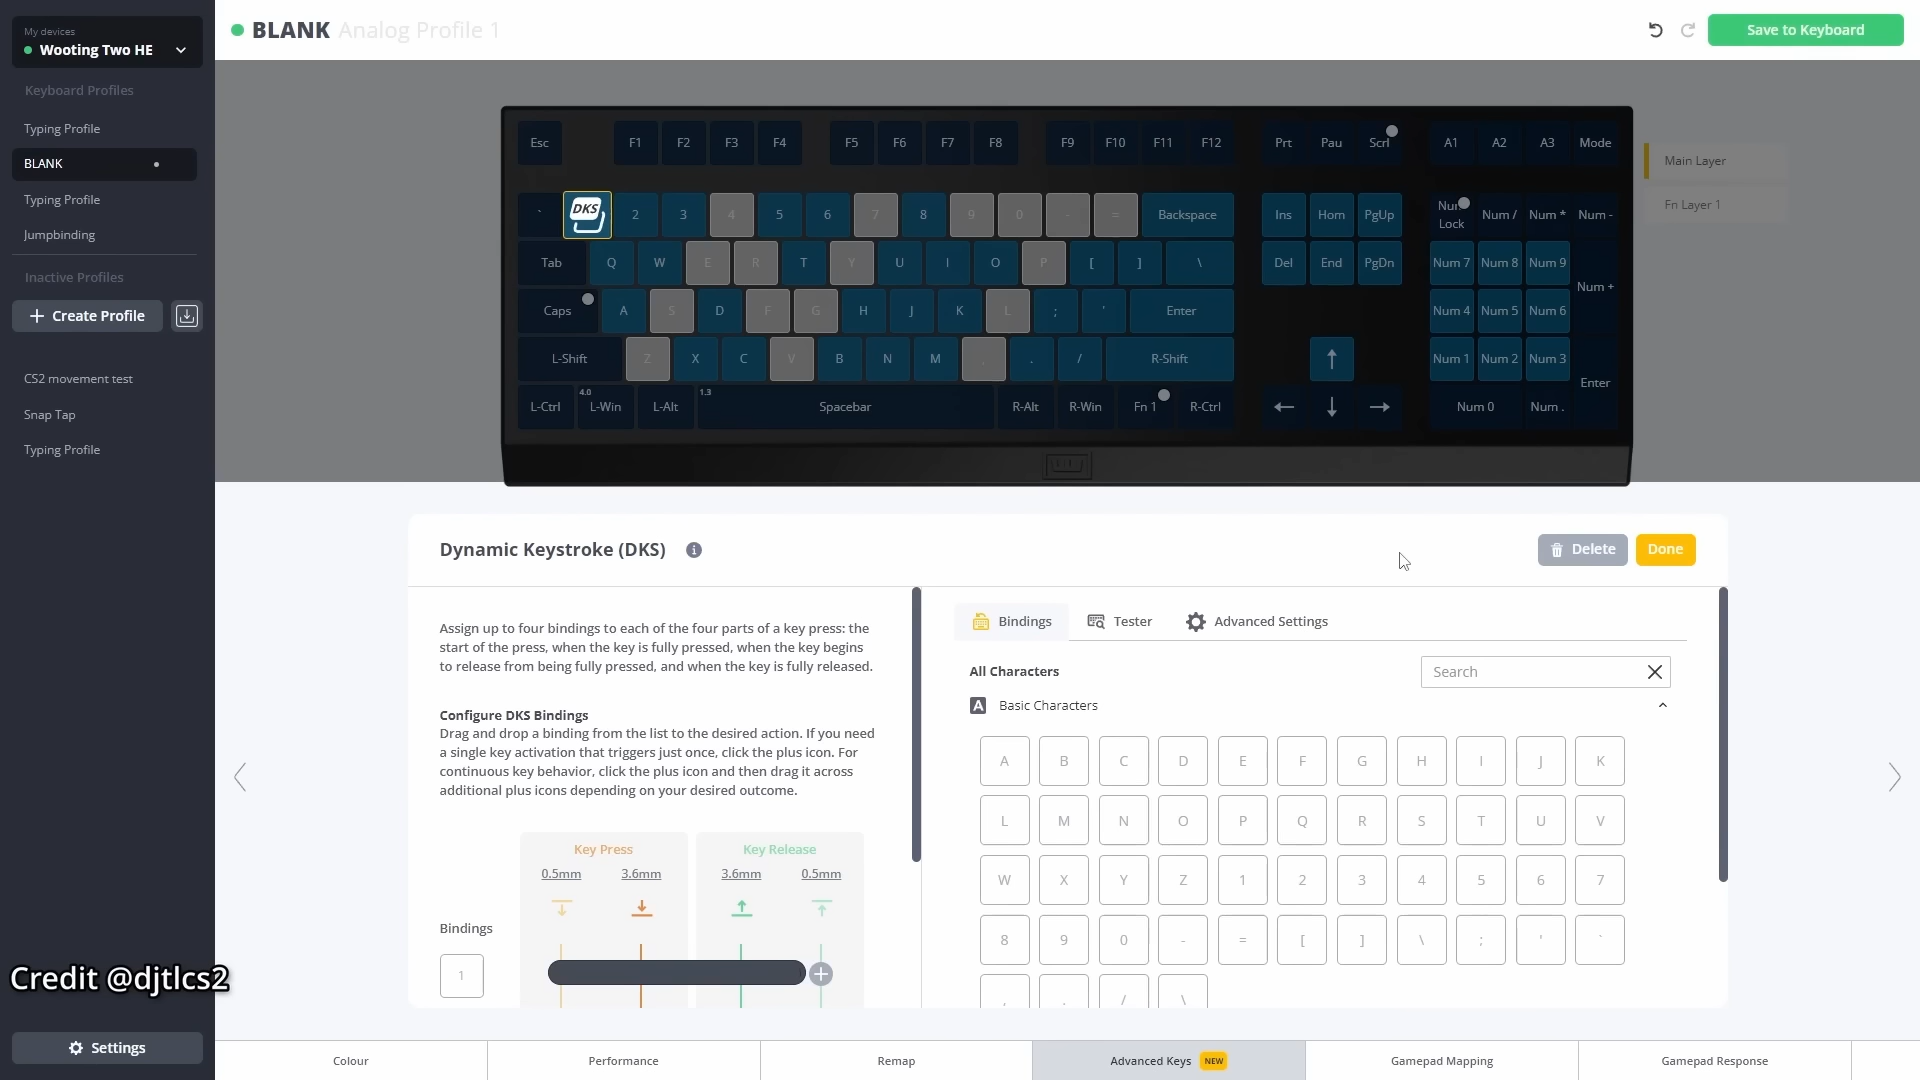 My devices
Wooting Two HE
Keyboard Profiles
Typing Profile
BLANK
Typing Profile
Jumpbinding
Inactive Profiles
Create Profile
CS2 movement test
Snap Tap
Typing Profile
Credit @djtlcs2
Settings
BLANK Analog Profile 1
Save to Keyboard
Esc F1 F2 F3 F4 F5 F6 F7 F8 F9 F10 F11 F12 Prt Pau Scrl A1 A2 A3 Mode
` DKS 2 3 4 5 6 7 8 9 0 - = Backspace Ins Hom PgUp Num Lock Num / Num * Num -
Tab Q W E R T Y U I O P [ ] \ Del End PgDn Num 7 Num 8 Num 9 Num +
Caps A S D F G H J K L ; ' Enter Num 4 Num 5 Num 6
L-Shift Z X C V B N M , . / R-Shift ↑ Num 1 Num 2 Num 3 Enter
L-Ctrl 4.0 L-Win L-Alt 1.3 Spacebar R-Alt R-Win Fn 1 R-Ctrl ← ↓ → Num 0 Num .
Main Layer
Fn Layer 1
Dynamic Keystroke (DKS)
Delete
Done
Assign up to four bindings to each of the four parts of a key press: the
start of the press, when the key is fully pressed, when the key begins
to release from being fully pressed, and when the key is fully released.
Configure DKS Bindings
Drag and drop a binding from the list to the desired action. If you need
a single key activation that triggers just once, click the plus icon. For
continuous key behavior, click the plus icon and then drag it across
additional plus icons depending on your desired outcome.
Key Press Key Release
0.5mm 3.6mm 3.6mm 0.5mm
Bindings
1
Bindings Tester Advanced Settings
All Characters
Search
Basic Characters
A B C D E F G H I J K
L M N O P Q R S T U V
W X Y Z 1 2 3 4 5 6 7
8 9 0 - = [ ] \ ; ' `
, . / \
Colour Performance Remap Advanced Keys NEW Gamepad Mapping Gamepad Response